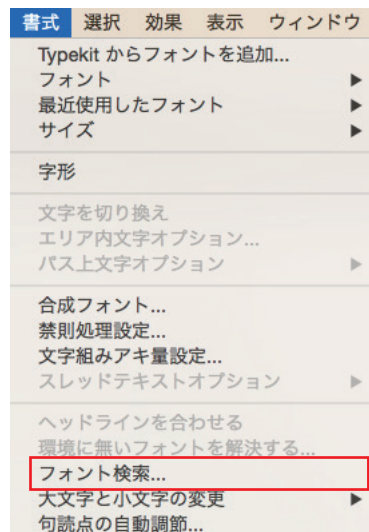 書式 選択 効果 表示 ウィンドウ
Typekit からフォントを追加...
フォント
最近使用したフォント
サイズ
字形
文字を切り換え
エリア内文字オプション...
パス上文字オプション
合成フォント...
禁則処理設定...
文字組みアキ量設定...
スレッドテキストオプション
ヘッドラインを合わせる
環境に無いフォントを解決する...
フォント検索...
大文字と小文字の変更
句読点の自動調節...